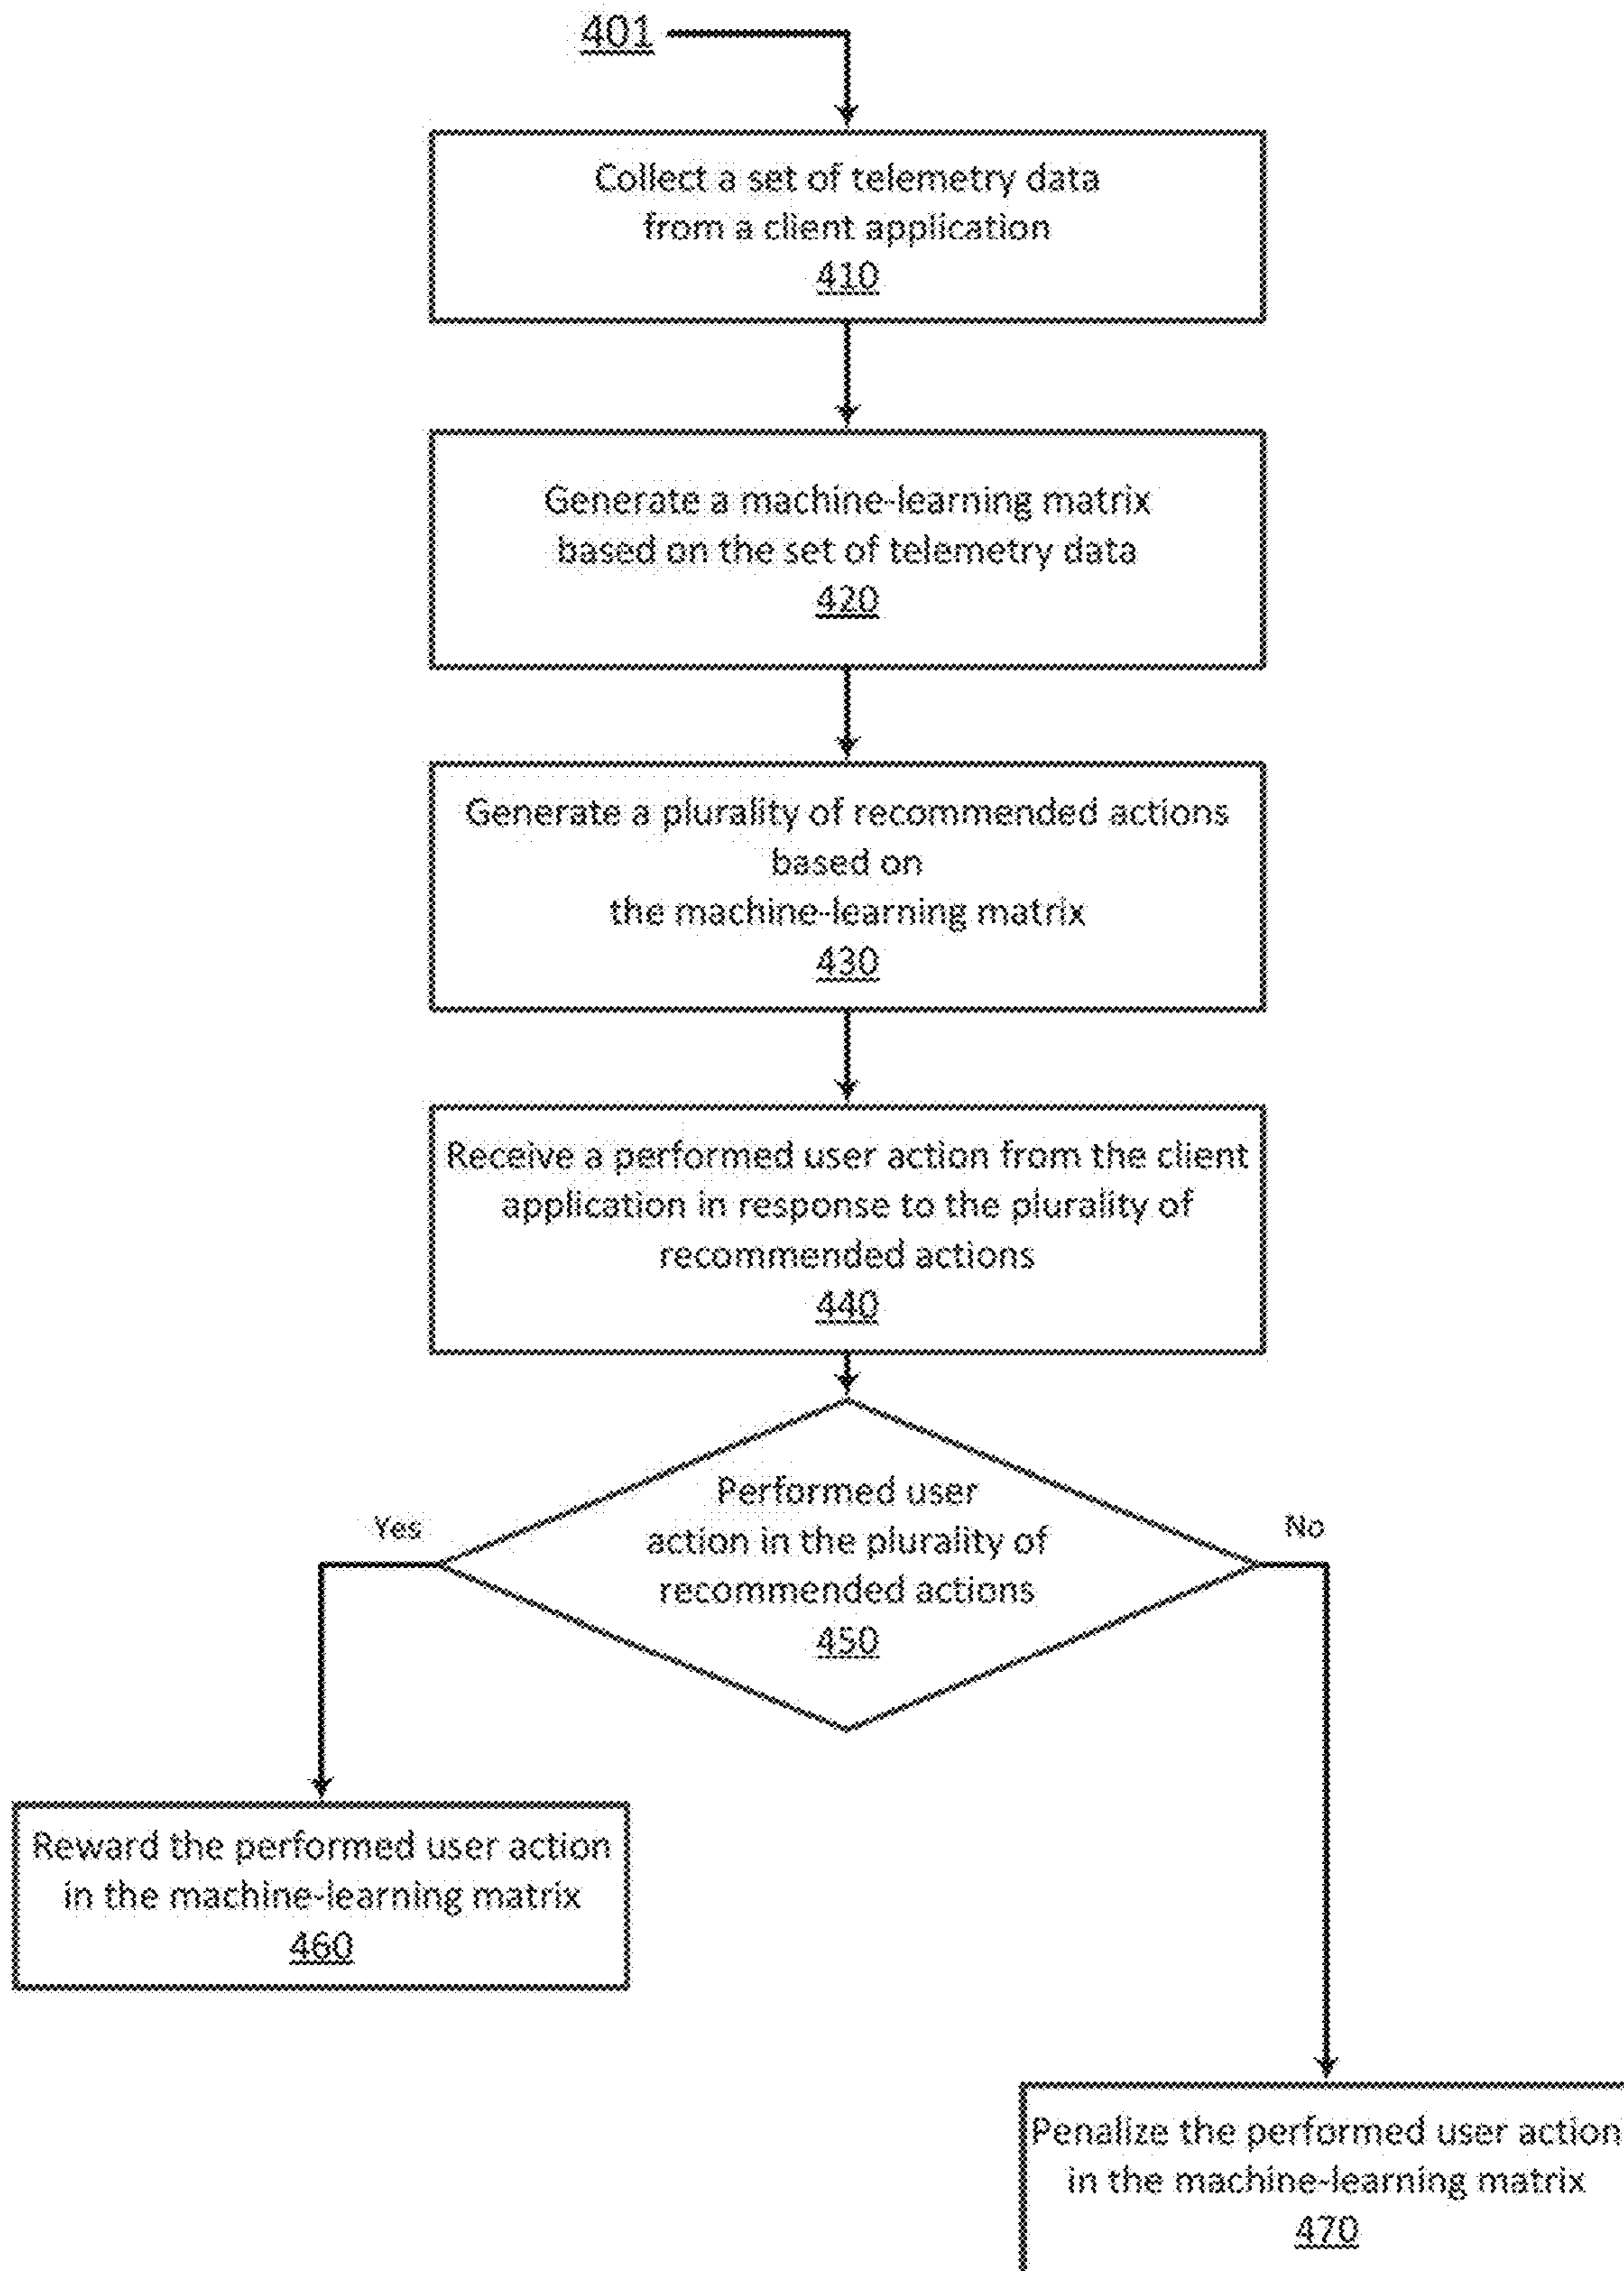 401
Collect a set of telemetry data
from a client application
410
Generate a machine-learning matrix
based on the set of telemetry data
420
Generate a plurality of recommended actions
based on
the machine-learning matrix
430
Receive a performed user action from the client
application in response to the plurality of
recommended actions
440
Performed user
action in the plurality of
recommended actions
450
Yes
No
Reward the performed user action
in the machine-learning matrix
460
Penalize the performed user action
in the machine-learning matrix
470